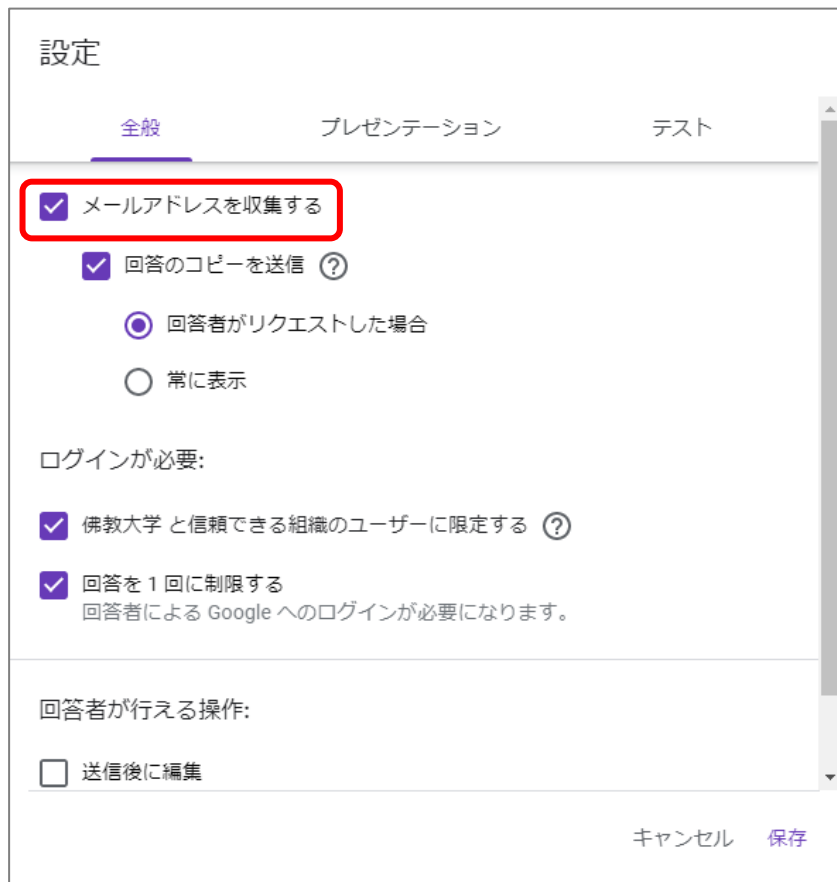 設定
全般 プレゼンテーション テスト
メールアドレスを収集する
回答のコピーを送信 ?
回答者がリクエストした場合
常に表示
ログインが必要:
佛教大学 と信頼できる組織のユーザーに限定する ?
回答を 1 回に制限する
回答者による Google へのログインが必要になります。
回答者が行える操作:
送信後に編集
キャンセル 保存